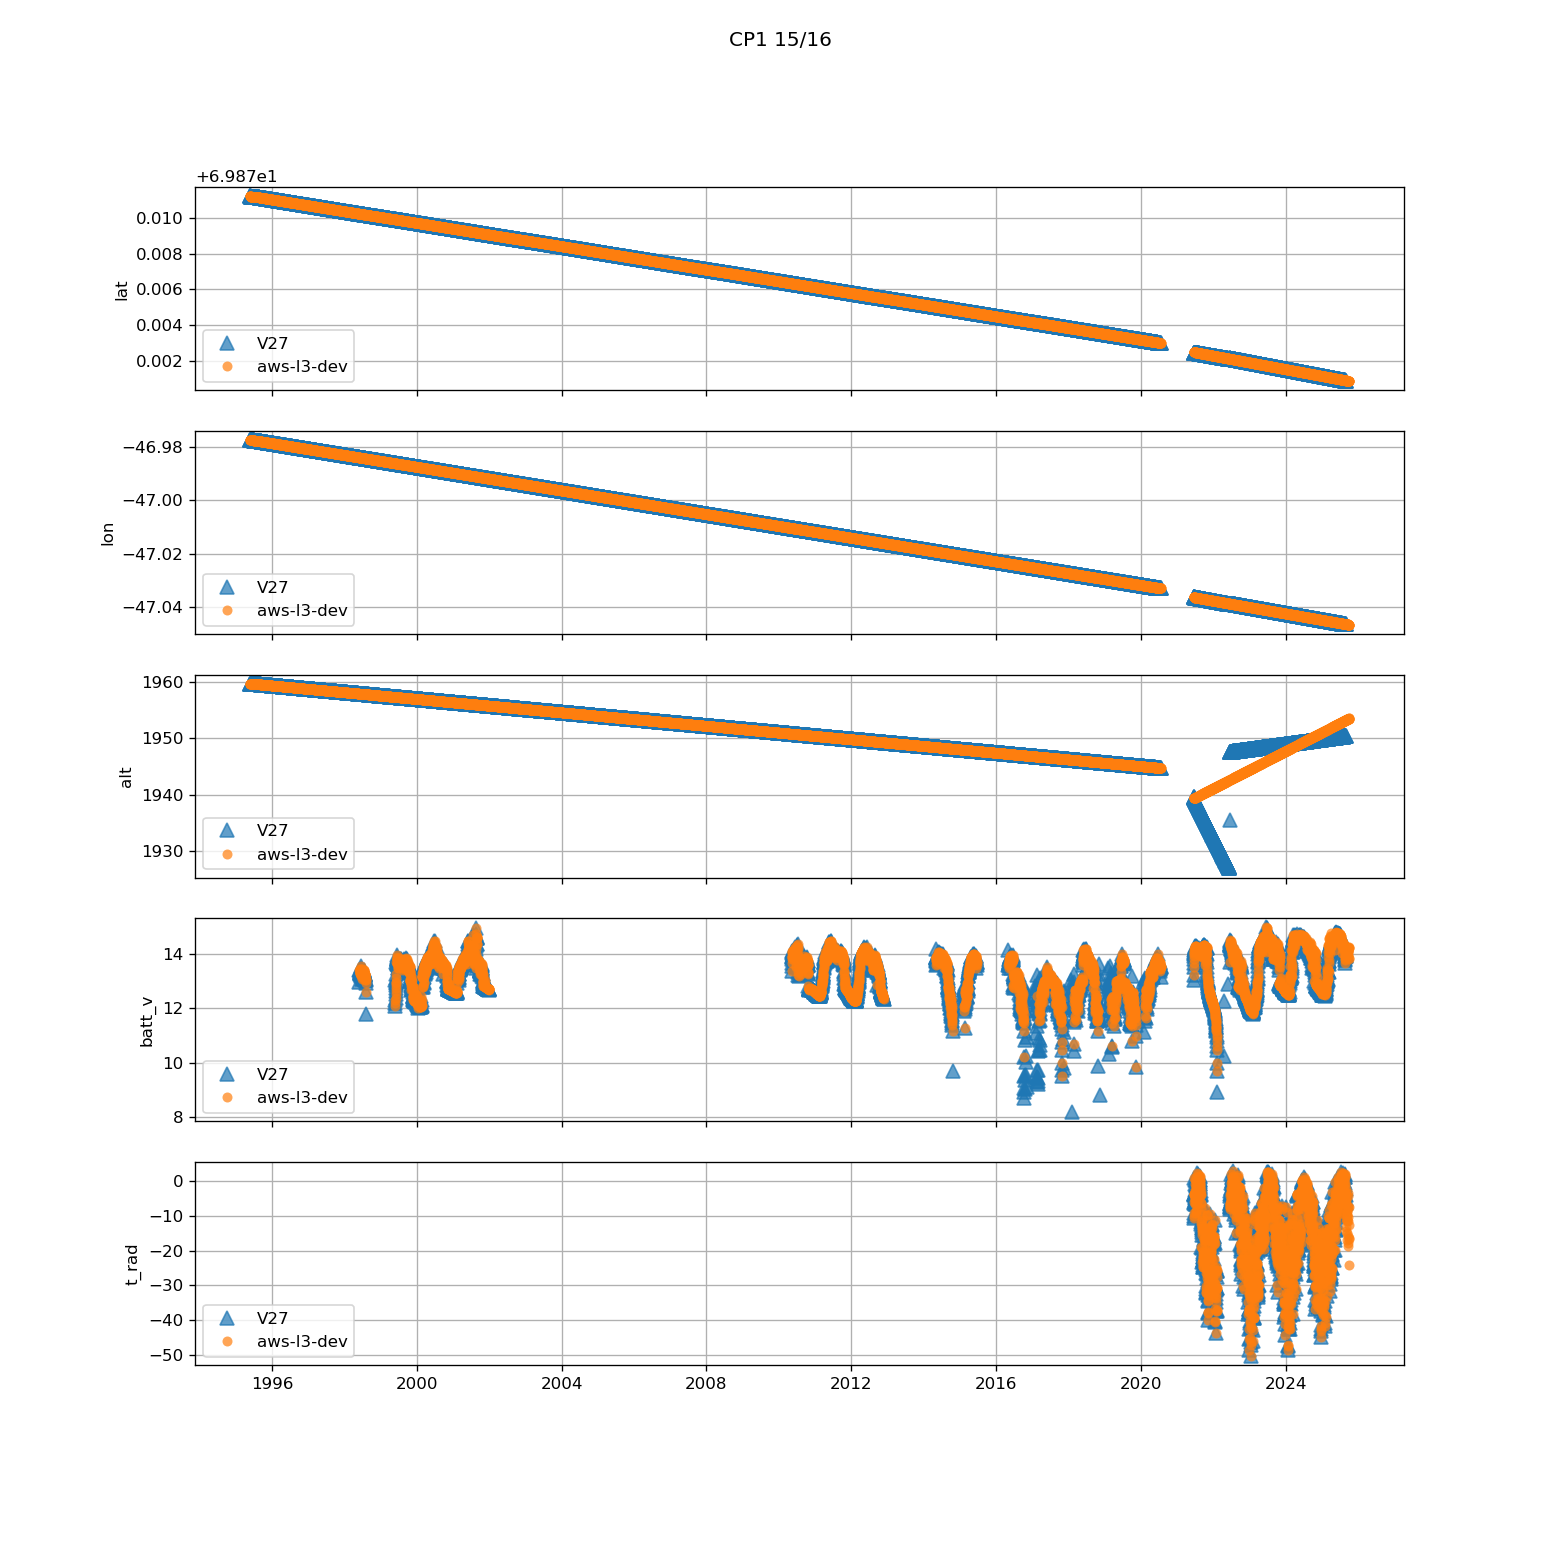 CP1 15/16
+6.987e1
0.010
0.008
0.006
0.004
0.002
lat
V27
aws-l3-dev
−46.98
−47.00
−47.02
−47.04
lon
V27
aws-l3-dev
1960
1950
1940
1930
alt
V27
aws-l3-dev
14
12
10
8
batt_v
V27
aws-l3-dev
0
−10
−20
−30
−40
−50
t_rad
V27
aws-l3-dev
1996 2000 2004 2008 2012 2016 2020 2024